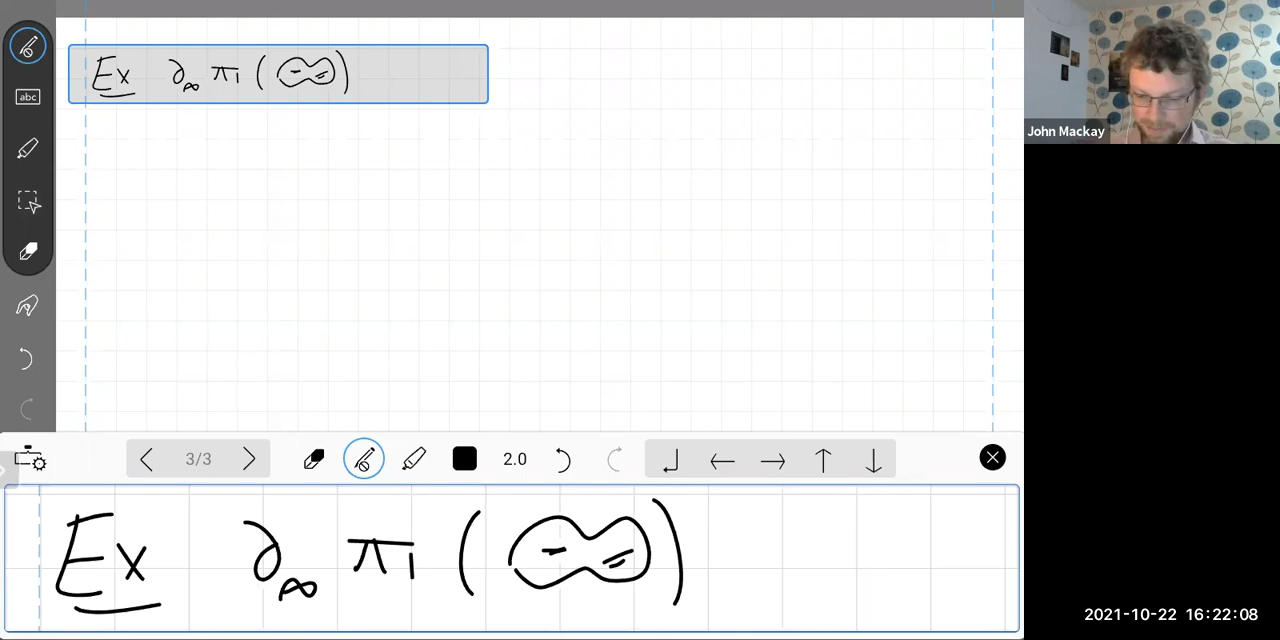 Ex ∂∞ π1 ( )
John Mackay
abc
3/3
2.0
Ex ∂∞ π1 ( )
2021-10-22 16:22:08